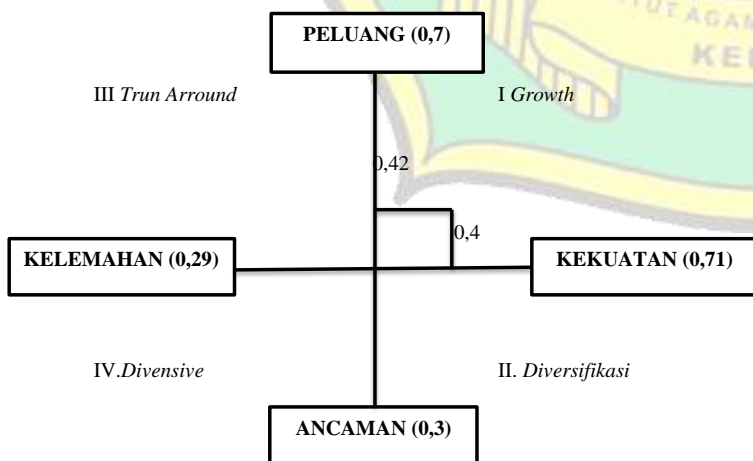 PELUANG (0,7)
KEL
III Trun Arround
I Growth
0,42
0,4
KELEMAHAN (0,29)
KEKUATAN (0,71)
IV.Divensive
II. Diversifikasi
ANCAMAN (0,3)